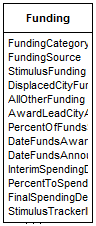 Funding
FundingCategory
FundingSource
StimulusFunding
DisplacedCityFun
AllOtherFunding
AwardLeadCityA
PercentOfFunds
DateFundsAwar
DateFundsAnnou
InterimSpendingD
PercentToSpend
FinalSpendingDe
StimulusTrackerI